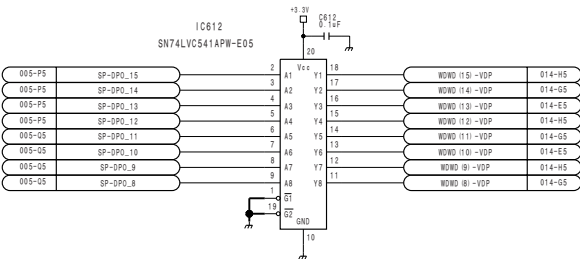 +3.3V
IC612
C612
0.1uF
SN74LVC541APW-E05
20
Vcc
005-P5 SP-DPO_15 2 A1 Y1 18 WDWD(15)-VDP 014-H5
005-P5 SP-DPO_14 3 A2 Y2 17 WDWD(14)-VDP 014-G5
005-P5 SP-DPO_13 4 A3 Y3 16 WDWD(13)-VDP 014-E5
005-P5 SP-DPO_12 5 A4 Y4 15 WDWD(12)-VDP 014-H5
005-Q5 SP-DPO_11 6 A5 Y5 14 WDWD(11)-VDP 014-G5
005-Q5 SP-DPO_10 7 A6 Y6 13 WDWD(10)-VDP 014-E5
005-Q5 SP-DPO_9 8 A7 Y7 12 WDWD(9)-VDP 014-H5
005-Q5 SP-DPO_8 9 A8 Y8 11 WDWD(8)-VDP 014-G5
1 G1
19 G2
GND
10